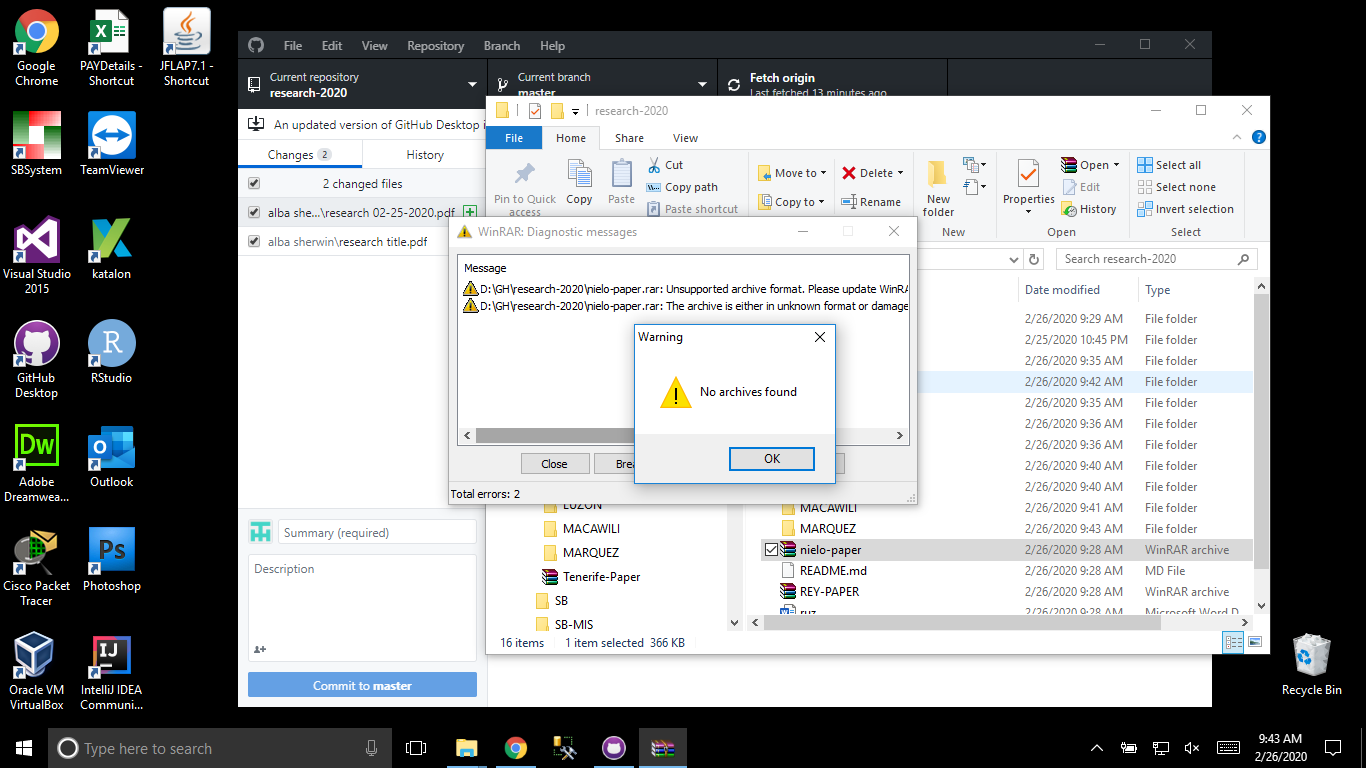 Google Chrome
PAYDetails - Shortcut
JFLAP7.1 - Shortcut
SBSystem
TeamViewer
Visual Studio 2015
katalon
GitHub Desktop
RStudio
Adobe Dreamwea...
Outlook
Cisco Packet Tracer
Photoshop
Oracle VM VirtualBox
IntelliJ IDEA Communi...
Recycle Bin
File Edit View Repository Branch Help
Current repository
research-2020
Current branch
master
Fetch origin
Last fetched 13 minutes ago
An updated version of GitHub Desktop i
Changes 2
History
2 changed files
alba she...\research 02-25-2020.pdf
alba sherwin\research title.pdf
Summary (required)
Description
Commit to master
research-2020
File Home Share View
Pin to Quick access
Copy
Paste
Cut
Copy path
Paste shortcut
Move to
Copy to
Delete
Rename
New folder
New
Properties
Open
Edit
History
Open
Select all
Select none
Invert selection
Select
Search research-2020
Date modified Type
2/26/2020 9:29 AM File folder
2/25/2020 10:45 PM File folder
2/26/2020 9:35 AM File folder
2/26/2020 9:42 AM File folder
2/26/2020 9:35 AM File folder
2/26/2020 9:36 AM File folder
2/26/2020 9:36 AM File folder
2/26/2020 9:40 AM File folder
2/26/2020 9:40 AM File folder
MACAWILI 2/26/2020 9:41 AM File folder
MARQUEZ 2/26/2020 9:43 AM File folder
nielo-paper 2/26/2020 9:28 AM WinRAR archive
README.md 2/26/2020 9:28 AM MD File
REY-PAPER 2/26/2020 9:28 AM WinRAR archive
ruz 2/26/2020 9:28 AM Microsoft Word D
LUZON
MACAWILI
MARQUEZ
Tenerife-Paper
SB
SB-MIS
16 items 1 item selected 366 KB
WinRAR: Diagnostic messages
Message
D:\GH\research-2020\nielo-paper.rar: Unsupported archive format. Please update WinRA
D:\GH\research-2020\nielo-paper.rar: The archive is either in unknown format or damage
Close
Brea
Total errors: 2
Warning
No archives found
OK
Type here to search
9:43 AM
2/26/2020